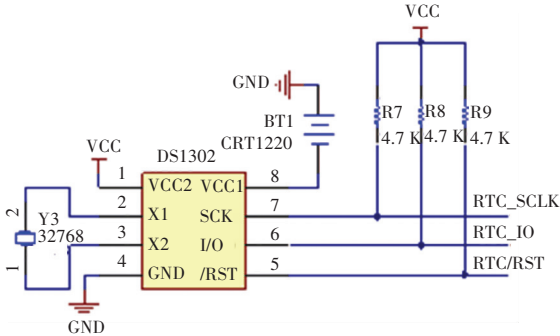 VCC
GND
BT1
CRT1220
R7
4.7 K
R8
4.7 K
R9
4.7 K
VCC
DS1302
1
VCC2
VCC1
8
2
X1
SCK
7
RTC_SCLK
3
X2
I/O
6
RTC_IO
4
GND
/RST
5
RTC/RST
2
Y3
32768
1
GND